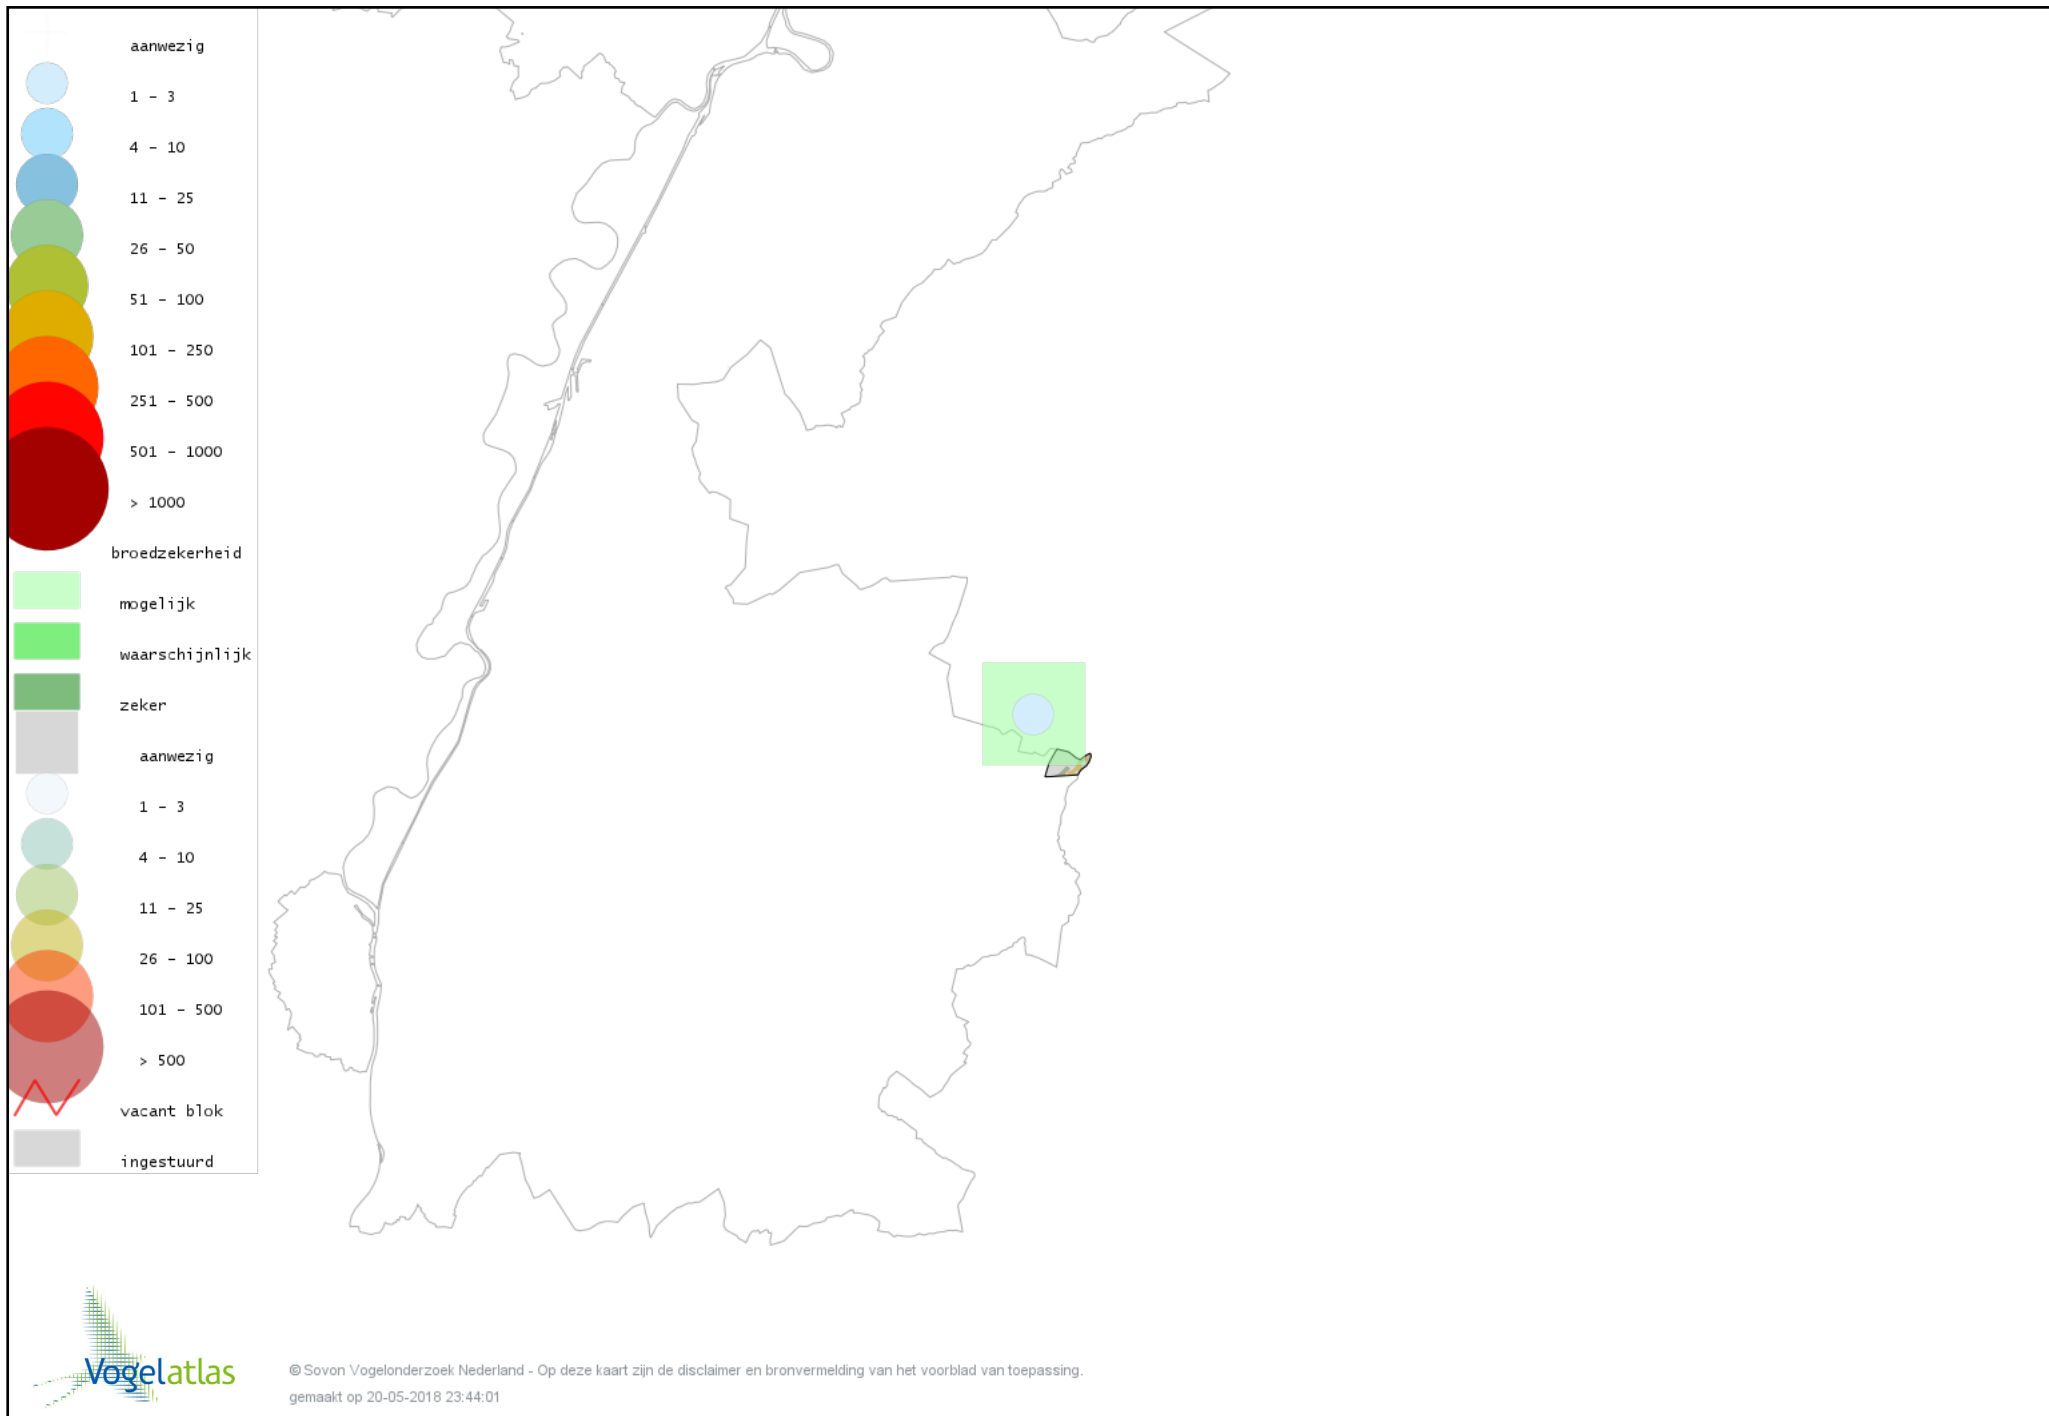 aanwezig
1 - 3
4 - 10
11 - 25
26 - 50
51 - 100
101 - 250
251 - 500
501 - 1000
> 1000
broedzekerheid
mogelijk
waarschijnlijk
zeker
aanwezig
1 - 3
4 - 10
11 - 25
26 - 100
101 - 500
> 500
vacant blok
ingestuurd
Vogelatlas
© Sovon Vogelonderzoek Nederland - Op deze kaart zijn de disclaimer en bronvermelding van het voorblad van toepassing.
gemaakt op 20-05-2018 23:44:01